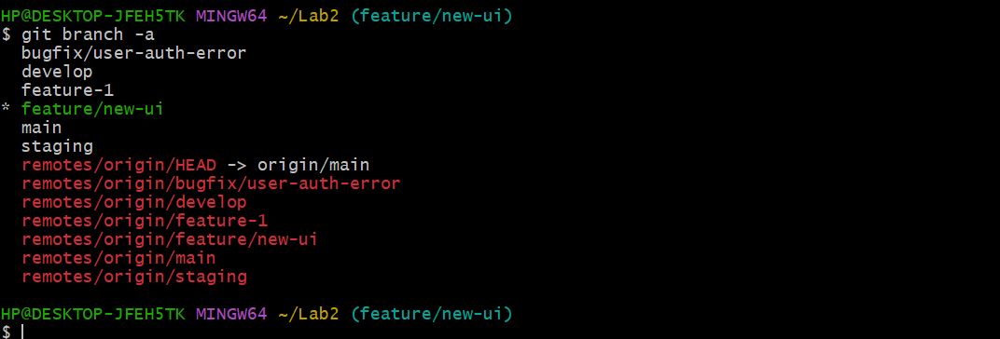 HP@DESKTOP-JFEH5TK MINGW64 ~/Lab2 (feature/new-ui)
$ git branch -a
  bugfix/user-auth-error
  develop
  feature-1
* feature/new-ui
  main
  staging
  remotes/origin/HEAD -> origin/main
  remotes/origin/bugfix/user-auth-error
  remotes/origin/develop
  remotes/origin/feature-1
  remotes/origin/feature/new-ui
  remotes/origin/main
  remotes/origin/staging

HP@DESKTOP-JFEH5TK MINGW64 ~/Lab2 (feature/new-ui)
$